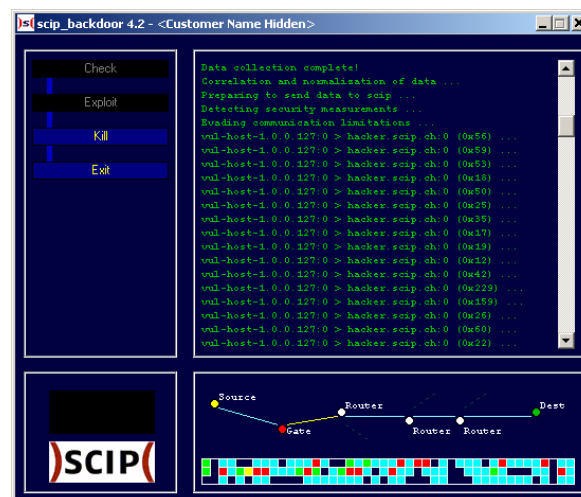 )s( scip_backdoor 4.2 - <Customer Name Hidden>
Check
Exploit
Kill
Exit
Data collection complete!
Correlation and normalisation of data ...
Preparing to send data to scip ...
Detecting security measurements ...
Evading communication limitations ...
vul-host-1.0.0.127:0 > hacker.scip.ch:0 (0x56) ...
vul-host-1.0.0.127:0 > hacker.scip.ch:0 (0x59) ...
vul-host-1.0.0.127:0 > hacker.scip.ch:0 (0x53) ...
vul-host-1.0.0.127:0 > hacker.scip.ch:0 (0x18) ...
vul-host-1.0.0.127:0 > hacker.scip.ch:0 (0x50) ...
vul-host-1.0.0.127:0 > hacker.scip.ch:0 (0x25) ...
vul-host-1.0.0.127:0 > hacker.scip.ch:0 (0x35) ...
vul-host-1.0.0.127:0 > hacker.scip.ch:0 (0x17) ...
vul-host-1.0.0.127:0 > hacker.scip.ch:0 (0x19) ...
vul-host-1.0.0.127:0 > hacker.scip.ch:0 (0x12) ...
vul-host-1.0.0.127:0 > hacker.scip.ch:0 (0x42) ...
vul-host-1.0.0.127:0 > hacker.scip.ch:0 (0x229) ...
vul-host-1.0.0.127:0 > hacker.scip.ch:0 (0x159) ...
vul-host-1.0.0.127:0 > hacker.scip.ch:0 (0x26) ...
vul-host-1.0.0.127:0 > hacker.scip.ch:0 (0x60) ...
vul-host-1.0.0.127:0 > hacker.scip.ch:0 (0x22) ...
)SCIP(
Source
Gate
Router
Router
Router
Dest